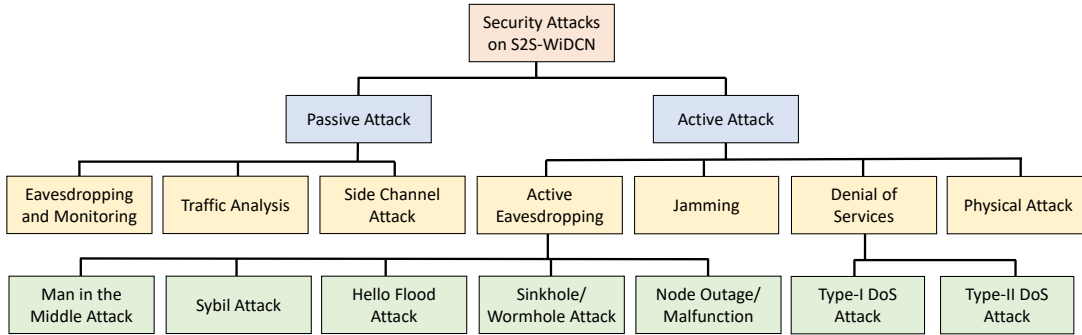 Security Attacks
on S2S-WiDCN
Passive Attack
Active Attack
Eavesdropping
and Monitoring
Traffic Analysis
Side Channel
Attack
Active
Eavesdropping
Jamming
Denial of
Services
Physical Attack
Man in the
Middle Attack
Sybil Attack
Hello Flood
Attack
Sinkhole/
Wormhole Attack
Node Outage/
Malfunction
Type-I DoS
Attack
Type-II DoS
Attack